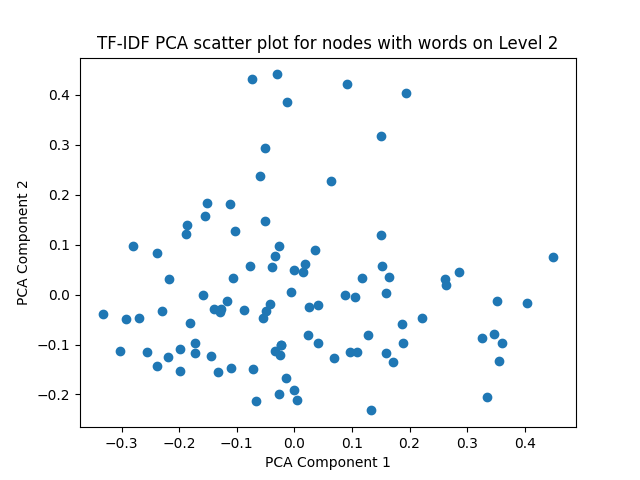 TF-IDF PCA scatter plot for nodes with words on Level 2
0.4
0.3
0.2
0.1
0.0
−0.1
−0.2
PCA Component 2
−0.3 −0.2 −0.1 0.0 0.1 0.2 0.3 0.4
PCA Component 1